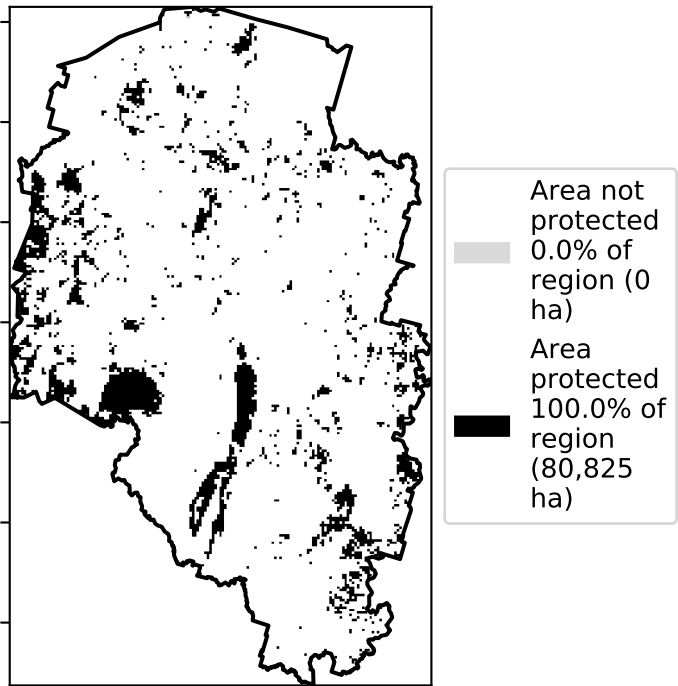 Area not
protected
0.0% of
region (0
ha)
Area
protected
100.0% of
region
(80,825
ha)